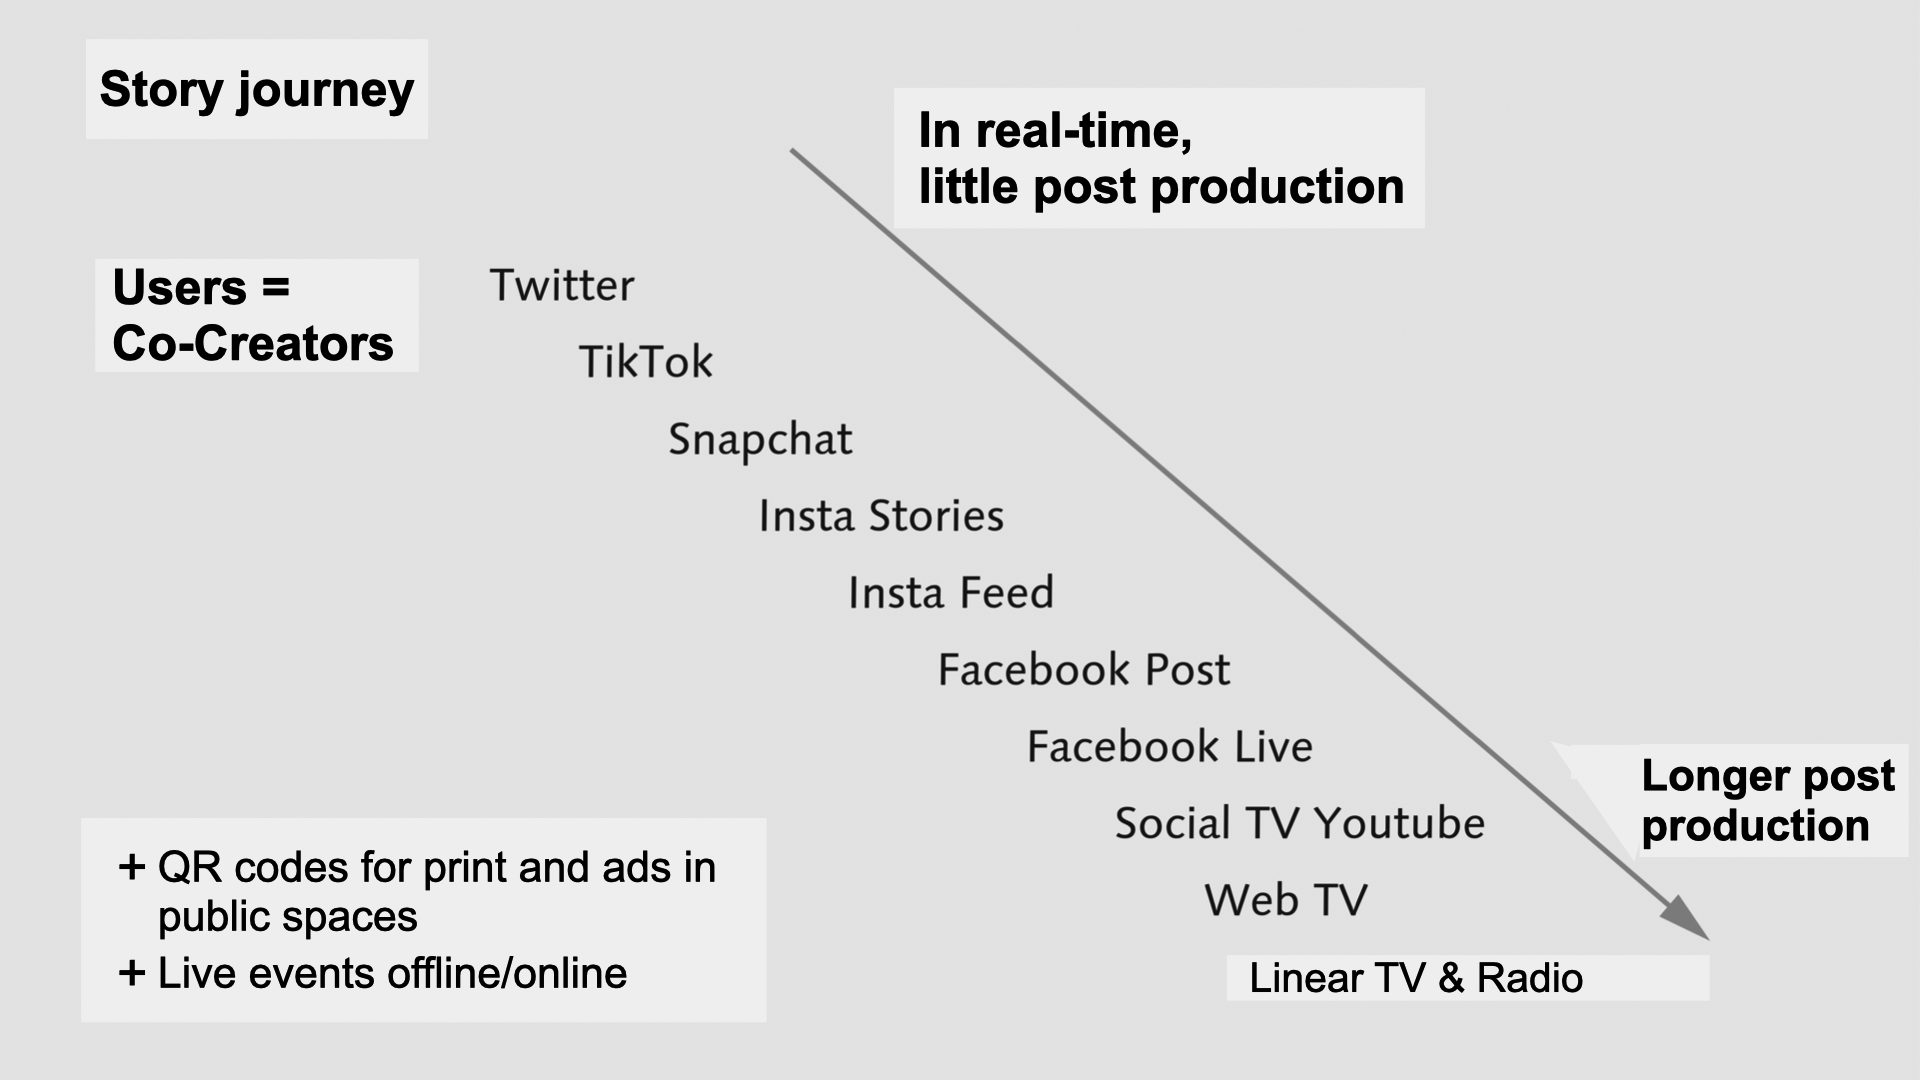 Story journey
In real-time,
little post production
Users =
Co-Creators
Twitter
TikTok
Snapchat
Insta Stories
Insta Feed
Facebook Post
Facebook Live
Social TV Youtube
Web TV
Linear TV & Radio
Longer post
production
+ QR codes for print and ads in
public spaces
+ Live events offline/online